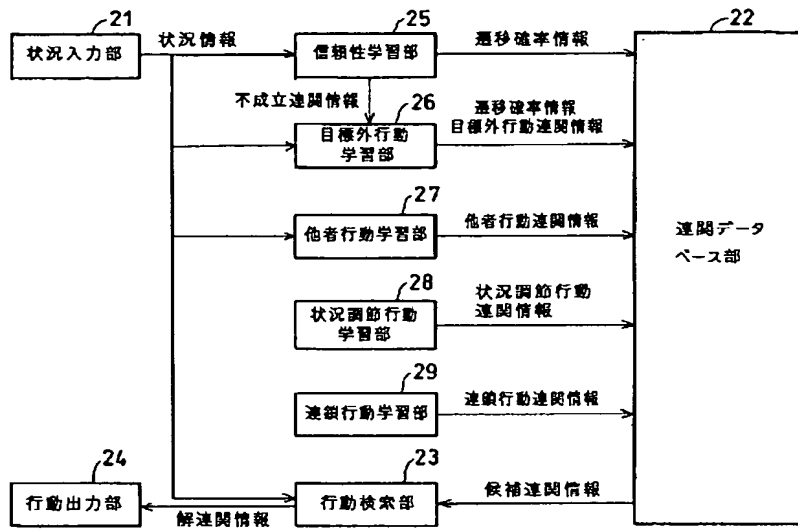 21
状況入力部
状況情報
25
信頼性学習部
遷移確率情報
22
連関データ
ベース部
不成立連関情報
26
目標外行動
学習部
遷移確率情報
目標外行動連関情報
27
他者行動学習部
他者行動連関情報
28
状況調節行動
学習部
状況調節行動
連関情報
29
連鎖行動学習部
連鎖行動連関情報
24
行動出力部
解連関情報
23
行動検索部
候補連関情報